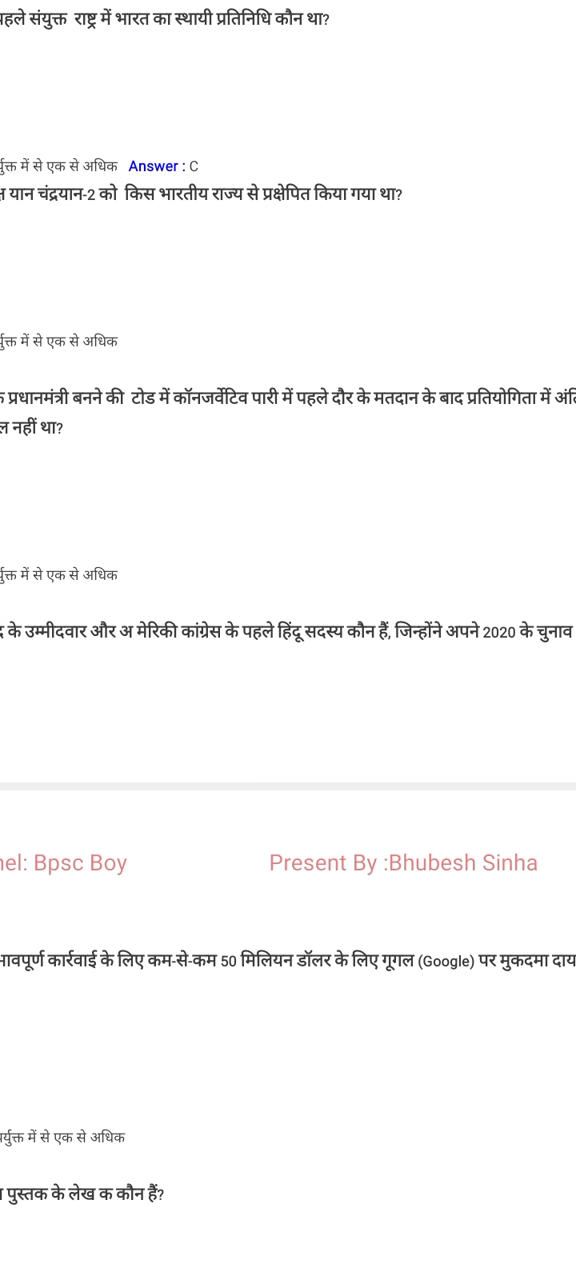 पहले संयुक्त राष्ट्र में भारत का स्थायी प्रतिनिधि कौन था?
में से एक से अधिक Answer : C
यान चंद्रयान-2 को किस भारतीय राज्य से प्रक्षेपित किया गया था?
में से एक से अधिक
प्रधानमंत्री बनने की टोड में कॉनजर्वेटिव पारी में पहले दौर के मतदान के बाद प्रतियोगिता में
नहीं था?
में से एक से अधिक
के उम्मीदवार और अ मेरिकी कांग्रेस के पहले हिंदू सदस्य कौन हैं, जिन्होंने अपने 2020 के चुनाव
nel: Bpsc Boy Present By :Bhubesh Sinha
भावपूर्ण कार्रवाई के लिए कम-से-कम 50 मिलियन डॉलर के लिए गूगल (Google) पर मुकदमा दाय
में से एक से अधिक
पुस्तक के लेख क कौन हैं?